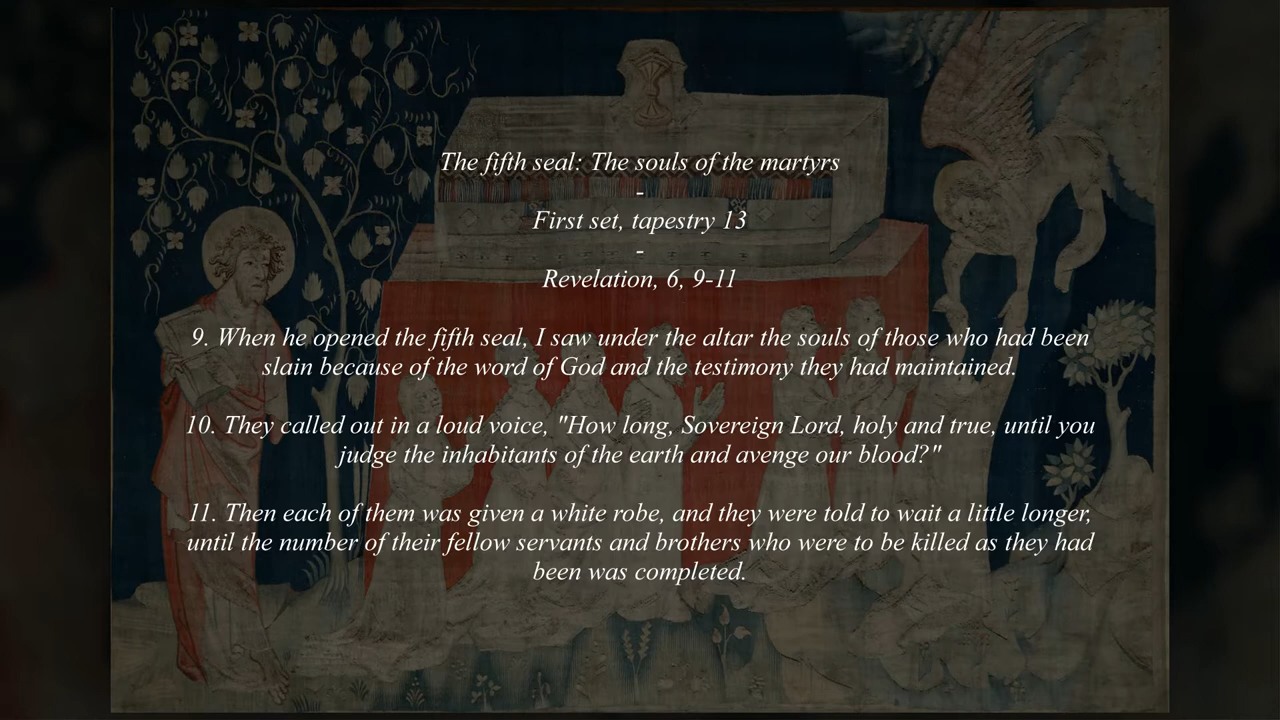 The fifth seal: The souls of the martyrs
-
First set, tapestry 13
-
Revelation, 6, 9-11
9. When he opened the fifth seal, I saw under the altar the souls of those who had been
slain because of the word of God and the testimony they had maintained.
10. They called out in a loud voice, "How long, Sovereign Lord, holy and true, until you
judge the inhabitants of the earth and avenge our blood?"
11. Then each of them was given a white robe, and they were told to wait a little longer,
until the number of their fellow servants and brothers who were to be killed as they had
been was completed.